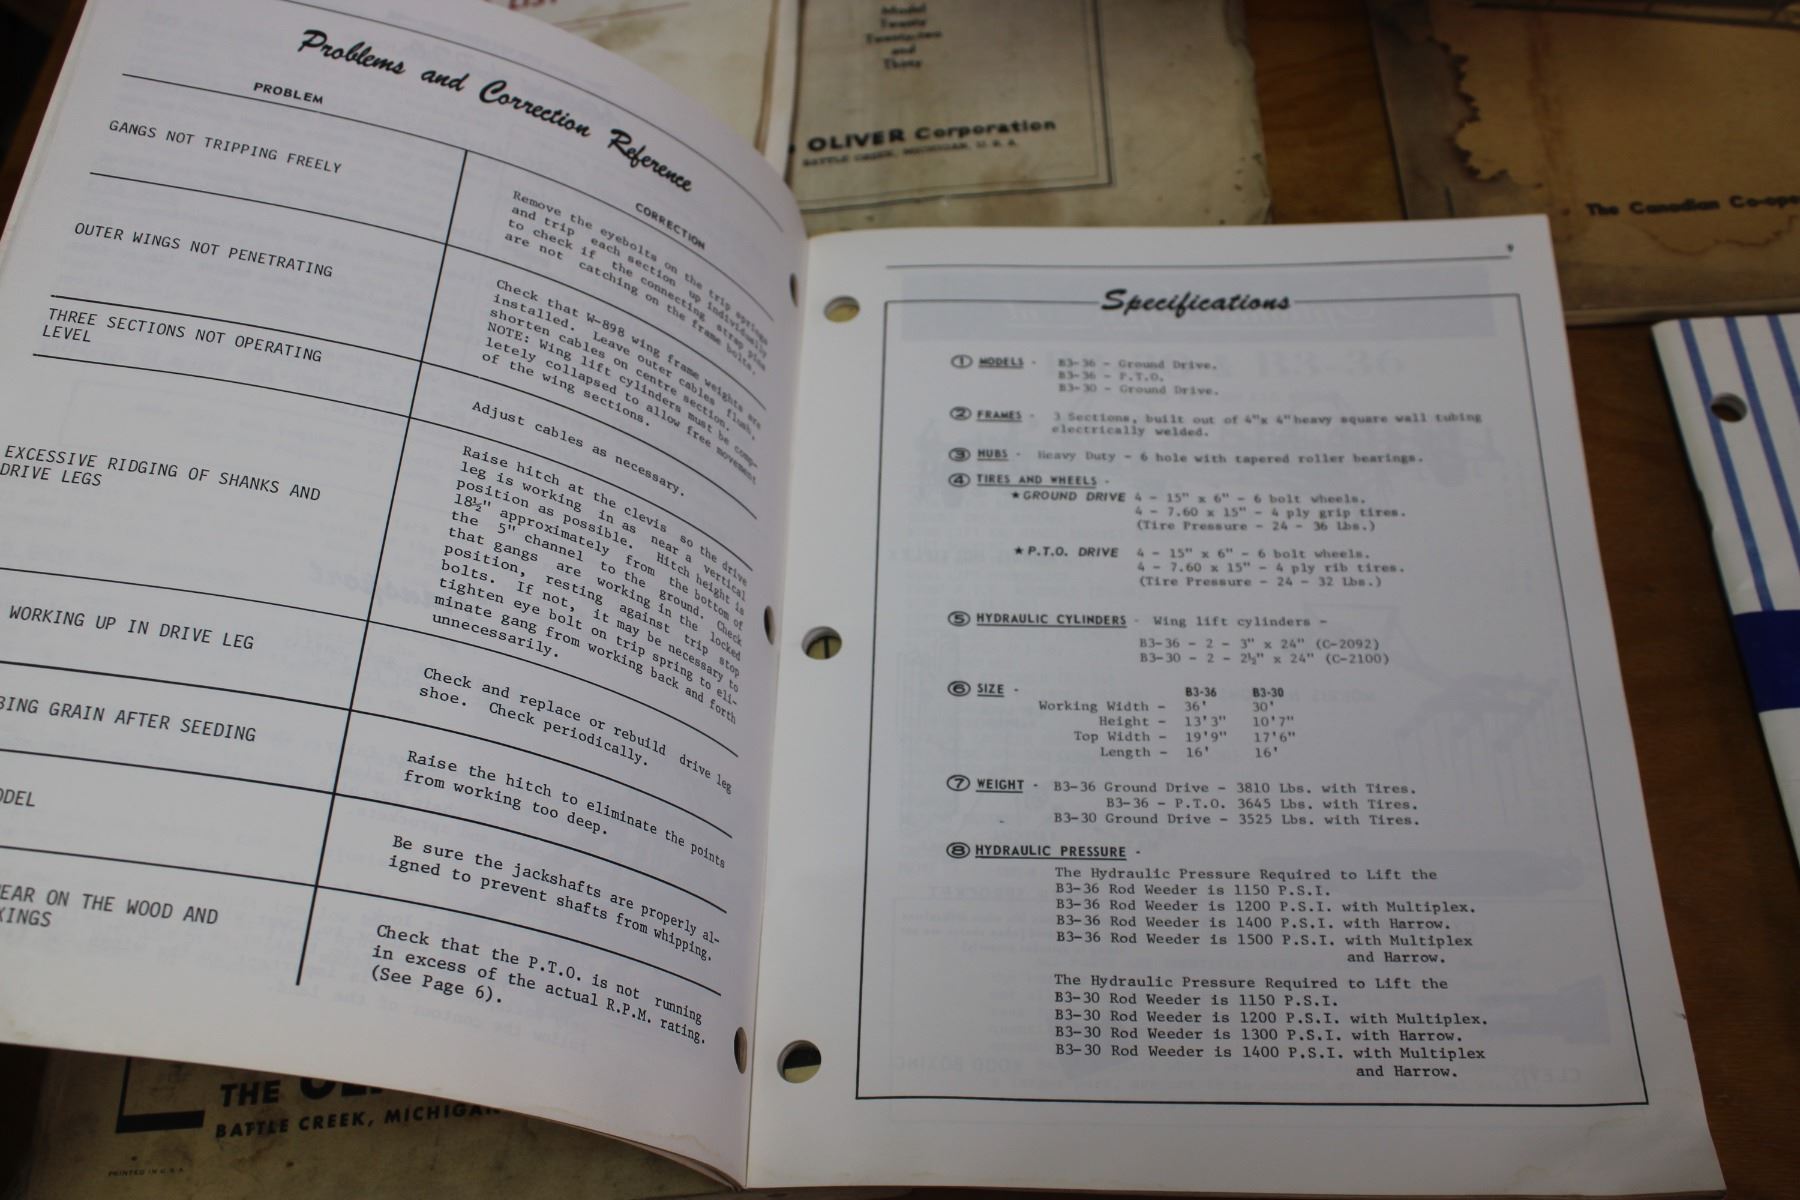 LIST
Model
Twenty
Twenty-two
and
Thirty
OLIVER Corporation
BATTLE CREEK, MICHIGAN, U. S. A.
The Canadian Co-ope
Problems and Correction Reference
PROBLEM
CORRECTION
GANGS NOT TRIPPING FREELY
Remove the eyebolts on the trip springs
and trip each section up individually
to check if the connecting strap pins
are not catching on the frame bolts.
OUTER WINGS NOT PENETRATING
Check that W-898 wing frame weights are
installed. Leave outer cables flush,
shorten cables on centre section.
NOTE: Wing lift cylinders must be comp-
letely collapsed to allow free movement
of the wing sections.
THREE SECTIONS NOT OPERATING
LEVEL
Adjust cables as necessary.
EXCESSIVE RIDGING OF SHANKS AND
DRIVE LEGS
Raise hitch at the clevis so the drive
leg is working in as near a vertical
position as possible. Hitch height is
18½" approximately from the bottom of
the 5" channel to the ground. Check
that gangs are working in the locked
position, resting against trip stop
bolts. If not, it may be necessary to
tighten eye bolt on trip spring to eli-
minate gang from working back and forth
unnecessarily.
WORKING UP IN DRIVE LEG
Check and replace or rebuild drive leg
shoe. Check periodically.
BING GRAIN AFTER SEEDING
Raise the hitch to eliminate the points
from working too deep.
ODEL
Be sure the jackshafts are properly al-
igned to prevent shafts from whipping.
EAR ON THE WOOD AND
KINGS
Check that the P.T.O. is not running
in excess of the actual R.P.M. rating.
(See Page 6).
9
Specifications
1 MODELS - B3-36 - Ground Drive.
B3-36 - P.T.O.
B3-30 - Ground Drive.
2 FRAMES - 3 Sections, built out of 4"x 4" heavy square wall tubing
electrically welded.
3 HUBS - Heavy Duty - 6 hole with tapered roller bearings.
4 TIRES AND WHEELS -
★ GROUND DRIVE 4 - 15" x 6" - 6 bolt wheels.
4 - 7.60 x 15" - 4 ply grip tires.
(Tire Pressure - 24 - 36 Lbs.)
★ P.T.O. DRIVE 4 - 15" x 6" - 6 bolt wheels.
4 - 7.60 x 15" - 4 ply rib tires.
(Tire Pressure - 24 - 32 Lbs.)
5 HYDRAULIC CYLINDERS - Wing lift cylinders -
B3-36 - 2 - 3" x 24" (C-2092)
B3-30 - 2 - 2½" x 24" (C-2100)
6 SIZE - B3-36 B3-30
Working Width - 36' 30'
Height - 13'3" 10'7"
Top Width - 19'9" 17'6"
Length - 16' 16'
7 WEIGHT - B3-36 Ground Drive - 3810 Lbs. with Tires.
B3-36 - P.T.O. 3645 Lbs. with Tires.
B3-30 Ground Drive - 3525 Lbs. with Tires.
8 HYDRAULIC PRESSURE -
The Hydraulic Pressure Required to Lift the
B3-36 Rod Weeder is 1150 P.S.I.
B3-36 Rod Weeder is 1200 P.S.I. with Multiplex.
B3-36 Rod Weeder is 1400 P.S.I. with Harrow.
B3-36 Rod Weeder is 1500 P.S.I. with Multiplex
and Harrow.
The Hydraulic Pressure Required to Lift the
B3-30 Rod Weeder is 1150 P.S.I.
B3-30 Rod Weeder is 1200 P.S.I. with Multiplex.
B3-30 Rod Weeder is 1300 P.S.I. with Harrow.
B3-30 Rod Weeder is 1400 P.S.I. with Multiplex
and Harrow.
THE OL
BATTLE CREEK, MICHIGAN
PRINTED IN U.S.A.